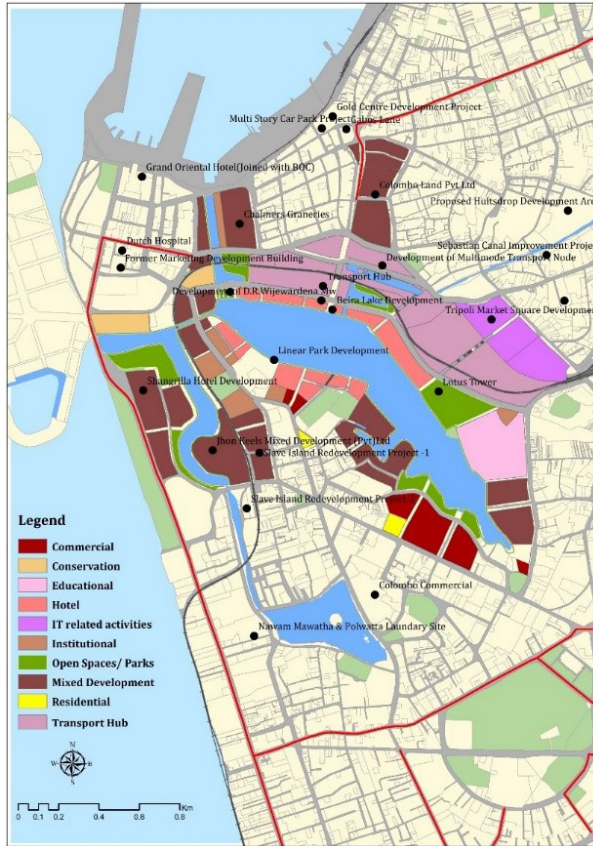 Gold Centre Development Project
Multi Story Car Park Project
Gabos Lane
Grand Oriental Hotel(Joined with BOC)
Colombo Land Pvt Ltd
Proposed Hultsdrop Development Are
Chalmers Graneries
Dutch Hospital
Sebastian Canal Improvement Proje
Former Marketing Development Building
Development of Multimode Transport Node
Transport Hub
Development of D.R.Wijewardena Mw
Beira Lake Development
Tripoli Market Square Development
Linear Park Development
Shangrilla Hotel Development
Lotus Tower
Jhon Keels Mixed Development (Pvt)Ltd
Slave Island Redevelopment Project -1
Slave Island Redevelopment Project
Legend
Commercial
Conservation
Educational
Hotel
IT related activities
Institutional
Open Spaces/ Parks
Mixed Development
Residential
Transport Hub
Colombo Commercial
Nawam Mawatha & Polwatta Laundary Site
N
W E
S
Km
0 0.1 0.2 0.4 0.6 0.8